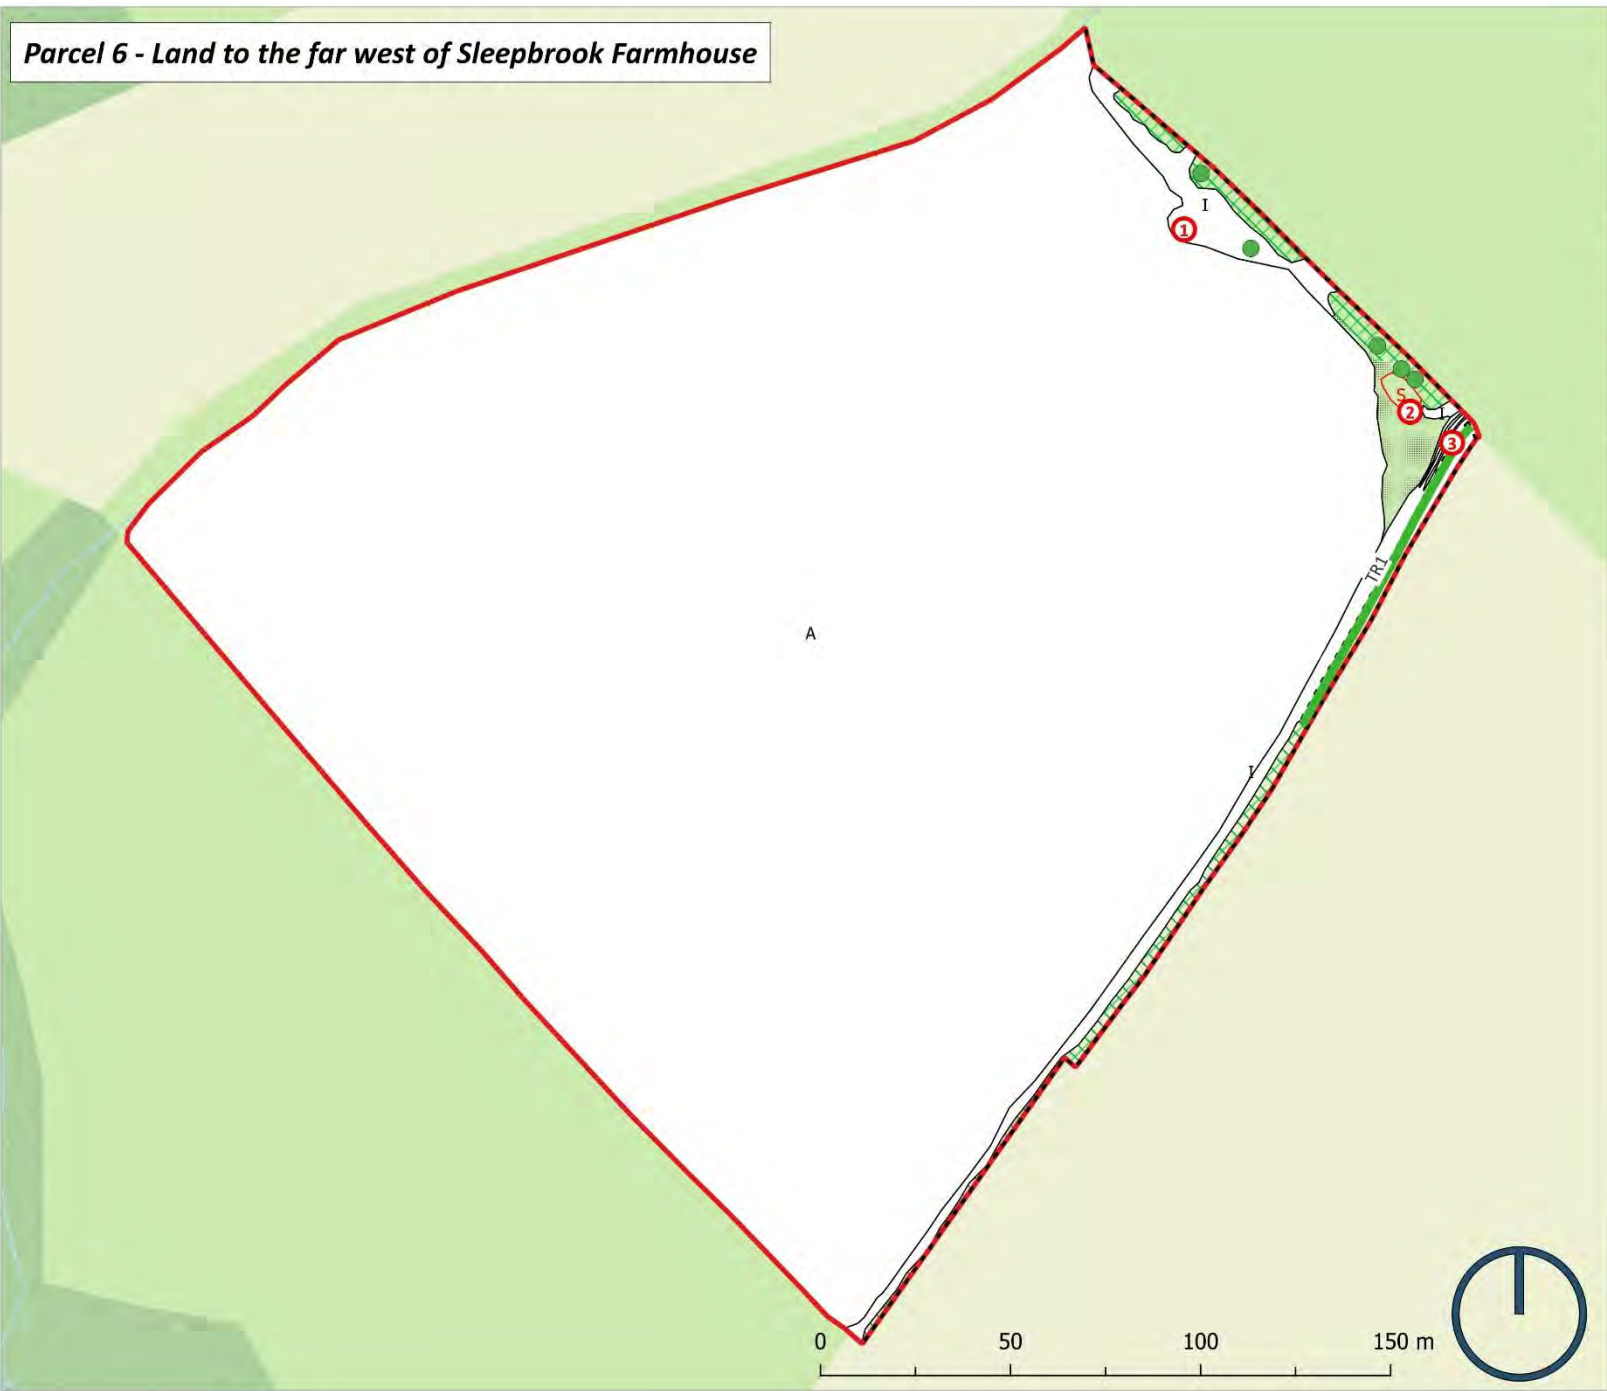 Parcel 6 - Land to the far west of Sleepbrook Farmhouse
I
1
S
2
I
3
TR1
A
I
0 50 100 150 m